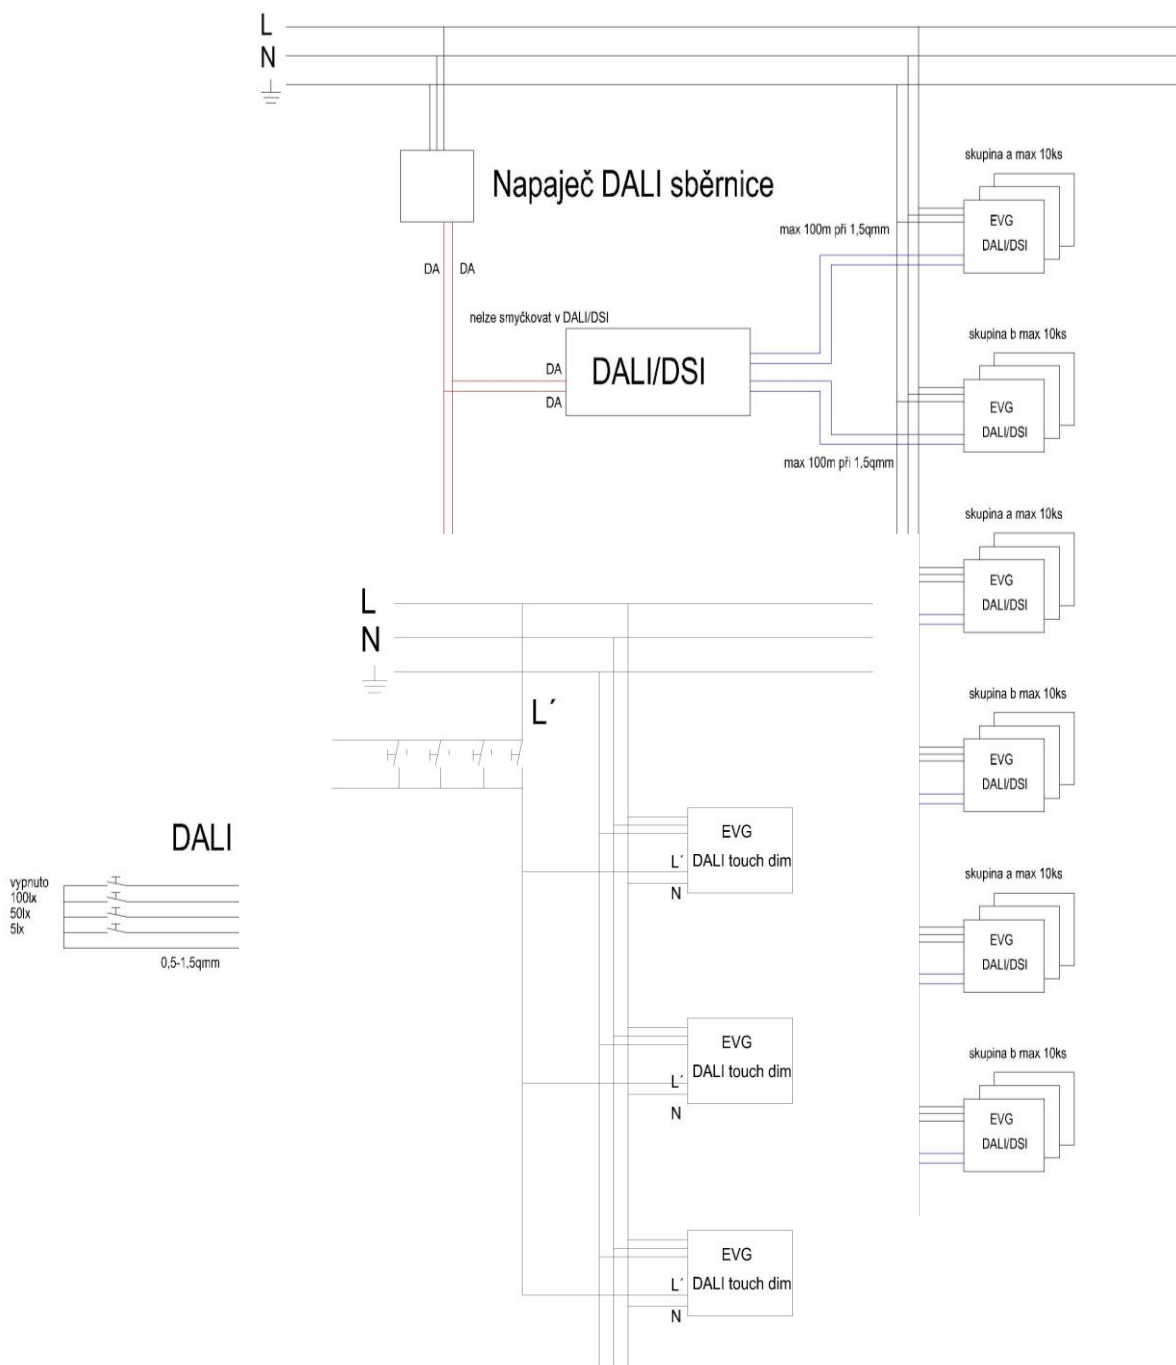 L
N
Napaječ DALI sběrnice
skupina a max 10ks
EVG
DALI/DSI
max 100m při 1,5qmm
DA DA
nelze smyčkovat v DALI/DSI
DALI/DSI
DA
DA
skupina b max 10ks
EVG
DALI/DSI
max 100m při 1,5qmm
skupina a max 10ks
EVG
DALI/DSI
L
N
L´
skupina b max 10ks
EVG
DALI/DSI
EVG
DALI touch dim
L´
N
DALI
vypnuto
100lx
50lx
5lx
0,5-1,5qmm
skupina a max 10ks
EVG
DALI/DSI
EVG
DALI touch dim
L´
N
skupina b max 10ks
EVG
DALI/DSI
EVG
DALI touch dim
L´
N